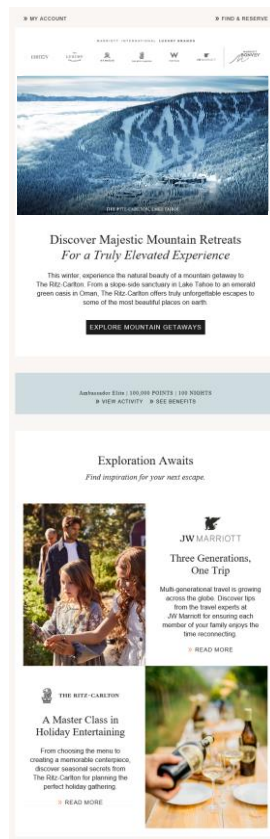 MY ACCOUNT
FIND & RESERVE
MARRIOTT INTERNATIONAL LUXURY BRANDS
EDITION
THE LUXURY COLLECTION
W
JW MARRIOTT
MARRIOTT BONVOY
THE RITZ-CARLTON, LAKE TAHOE
Discover Majestic Mountain Retreats
For a Truly Elevated Experience
This winter, experience the natural beauty of a mountain getaway to
The Ritz-Carlton. From a slope-side sanctuary in Lake Tahoe to an emerald
green oasis in Oman, The Ritz-Carlton offers truly unforgettable escapes to
some of the most beautiful places on earth.
EXPLORE MOUNTAIN GETAWAYS
Ambassador Elite | 100,000 POINTS | 100 NIGHTS
VIEW ACTIVITY
SEE BENEFITS
Exploration Awaits
Find inspiration for your next escape.
JW MARRIOTT
Three Generations,
One Trip
Multi-generational travel is growing
across the globe. Discover tips
from the travel experts at
JW Marriott for ensuring each
member of your family enjoys the
time reconnecting.
READ MORE
THE RITZ-CARLTON
A Master Class in
Holiday Entertaining
From choosing the menu to
creating a memorable centerpiece,
discover seasonal secrets from
The Ritz-Carlton for planning the
perfect holiday gathering.
READ MORE